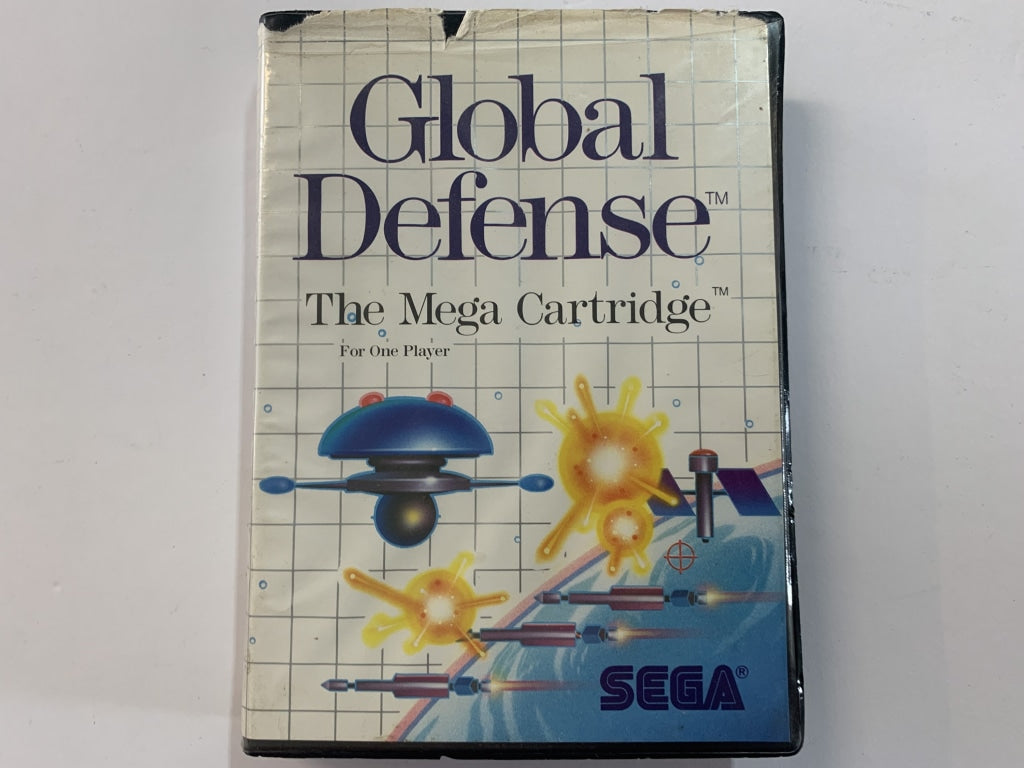 Global
Defense™
The Mega Cartridge™
For One Player
SEGA®